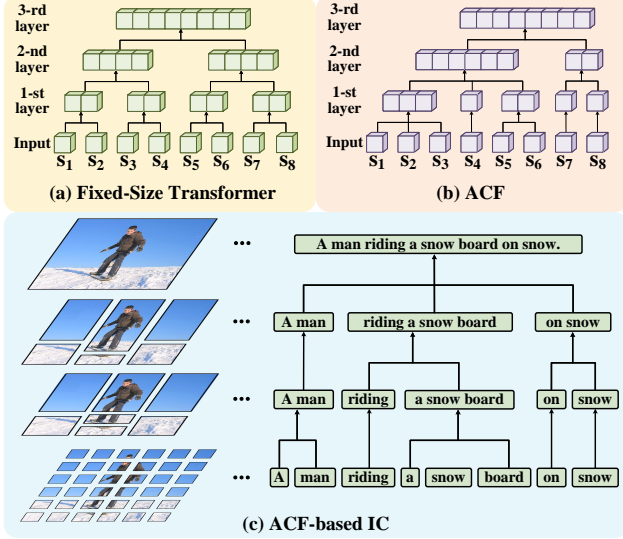 3-rd
layer
2-nd
layer
1-st
layer
Input
S1 S2 S3 S4 S5 S6 S7 S8
(a) Fixed-Size Transformer
3-rd
layer
2-nd
layer
1-st
layer
Input
S1 S2 S3 S4 S5 S6 S7 S8
(b) ACF
... A man riding a snow board on snow.
... A man riding a snow board on snow
... A man riding a snow board on snow
... A man riding a snow board on snow
(c) ACF-based IC